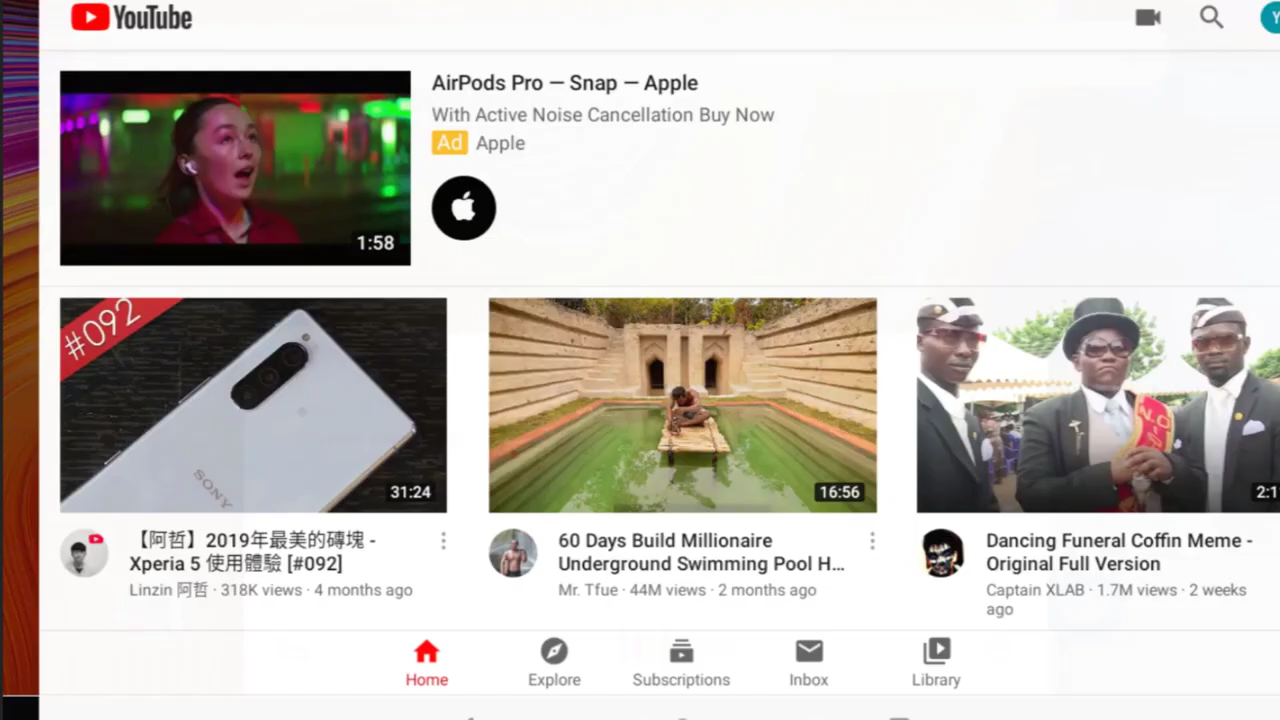 YouTube
Y
AirPods Pro — Snap — Apple
With Active Noise Cancellation Buy Now
Ad Apple
1:58
#092
SONY
31:24
16:56
N.O
【阿哲】2019年最美的磚塊 -
Xperia 5 使用體驗 [#092]
Linzin 阿哲 · 318K views · 4 months ago
60 Days Build Millionaire
Underground Swimming Pool H...
Mr. Tfue · 44M views · 2 months ago
Dancing Funeral Coffin Meme -
Original Full Version
Captain XLAB · 1.7M views · 2 weeks
ago
Home
Explore
Subscriptions
Inbox
Library